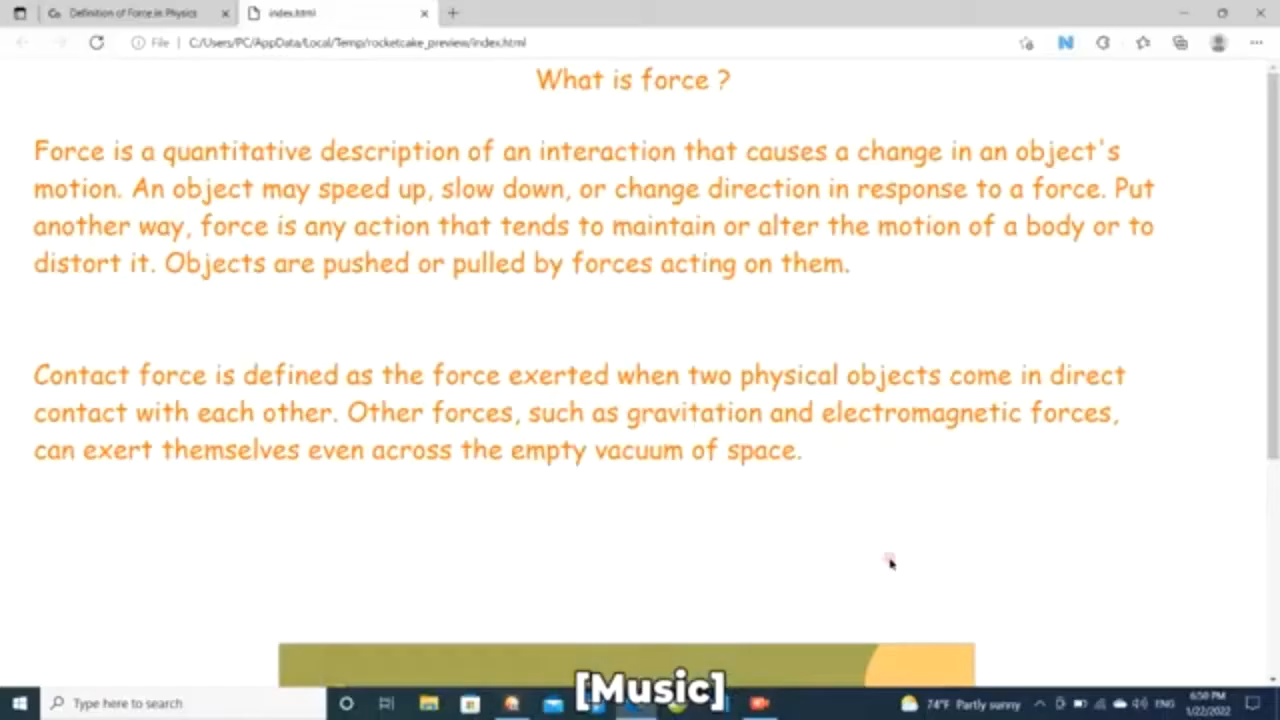 Definition of Force in Physics
index.html
File | C:/Users/PC/AppData/Local/Temp/rocketcake_preview/index.html
What is force ?
Force is a quantitative description of an interaction that causes a change in an object's
motion. An object may speed up, slow down, or change direction in response to a force. Put
another way, force is any action that tends to maintain or alter the motion of a body or to
distort it. Objects are pushed or pulled by forces acting on them.
Contact force is defined as the force exerted when two physical objects come in direct
contact with each other. Other forces, such as gravitation and electromagnetic forces,
can exert themselves even across the empty vacuum of space.
[Music]
Type here to search
74°F Partly sunny
ENG
6:50 PM
1/22/2022